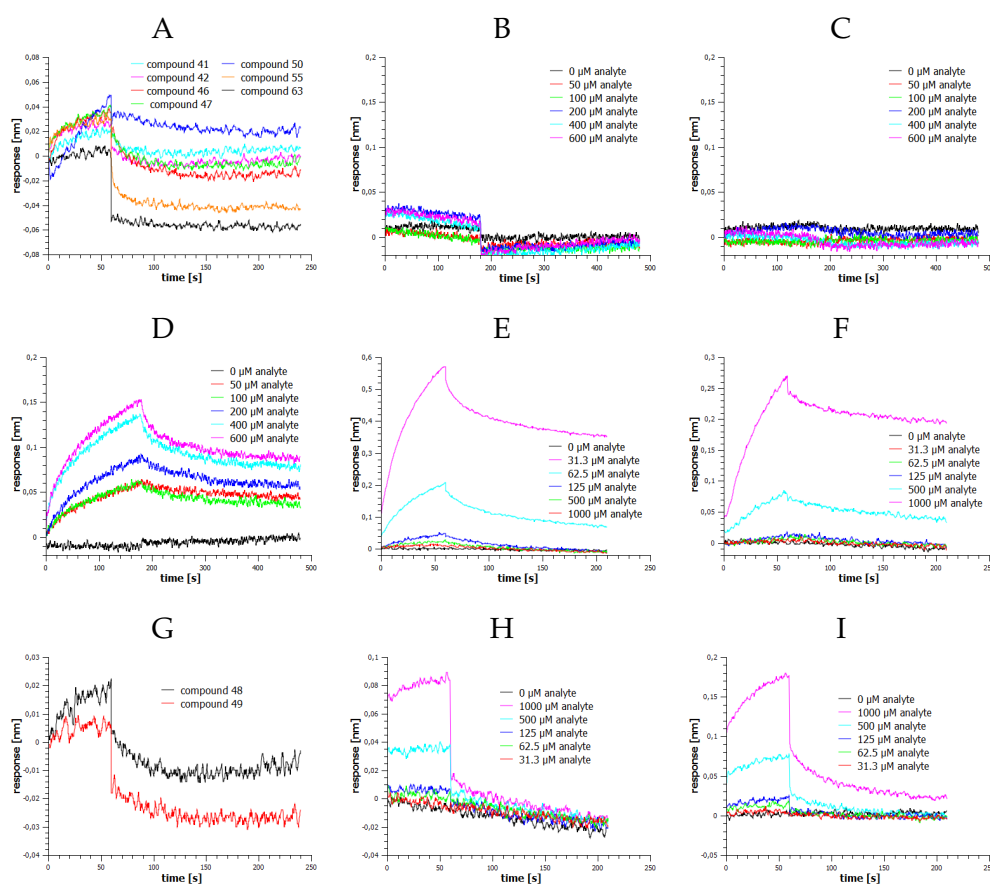 A
B
C
0,08
0,06
0,04
0,02
0
-0,02
-0,04
-0,06
-0,08
response [nm]
compound 41
compound 42
compound 46
compound 47
compound 50
compound 55
compound 63
0
50
100
150
200
250
time [s]
0,2
0,15
0,1
0,05
0
response [nm]
0 µM analyte
50 µM analyte
100 µM analyte
200 µM analyte
400 µM analyte
600 µM analyte
0
100
200
300
400
500
time [s]
0,2
0,15
0,1
0,05
0
response [nm]
0 µM analyte
50 µM analyte
100 µM analyte
200 µM analyte
400 µM analyte
600 µM analyte
0
100
200
300
400
500
time [s]
D
E
F
0,2
0,15
0,1
0,05
0
response [nm]
0 µM analyte
50 µM analyte
100 µM analyte
200 µM analyte
400 µM analyte
600 µM analyte
0
100
200
300
400
500
time [s]
0,6
0,5
0,4
0,3
0,2
0,1
0
response [nm]
0 µM analyte
31.3 µM analyte
62.5 µM analyte
125 µM analyte
500 µM analyte
1000 µM analyte
0
50
100
150
200
time [s]
0,3
0,25
0,2
0,15
0,1
0,05
0
response [nm]
0 µM analyte
31.3 µM analyte
62.5 µM analyte
125 µM analyte
500 µM analyte
1000 µM analyte
0
50
100
150
200
time [s]
G
H
I
0,03
0,02
0,01
0
-0,01
-0,02
-0,03
-0,04
response [nm]
compound 48
compound 49
0
50
100
150
200
250
time [s]
0,1
0,08
0,06
0,04
0,02
0
-0,02
-0,04
response [nm]
0 µM analyte
1000 µM analyte
500 µM analyte
125 µM analyte
62.5 µM analyte
31.3 µM analyte
0
50
100
150
200
time [s]
0,2
0,15
0,1
0,05
0
-0,05
response [nm]
0 µM analyte
1000 µM analyte
500 µM analyte
125 µM analyte
62.5 µM analyte
31.3 µM analyte
0
50
100
150
200
time [s]